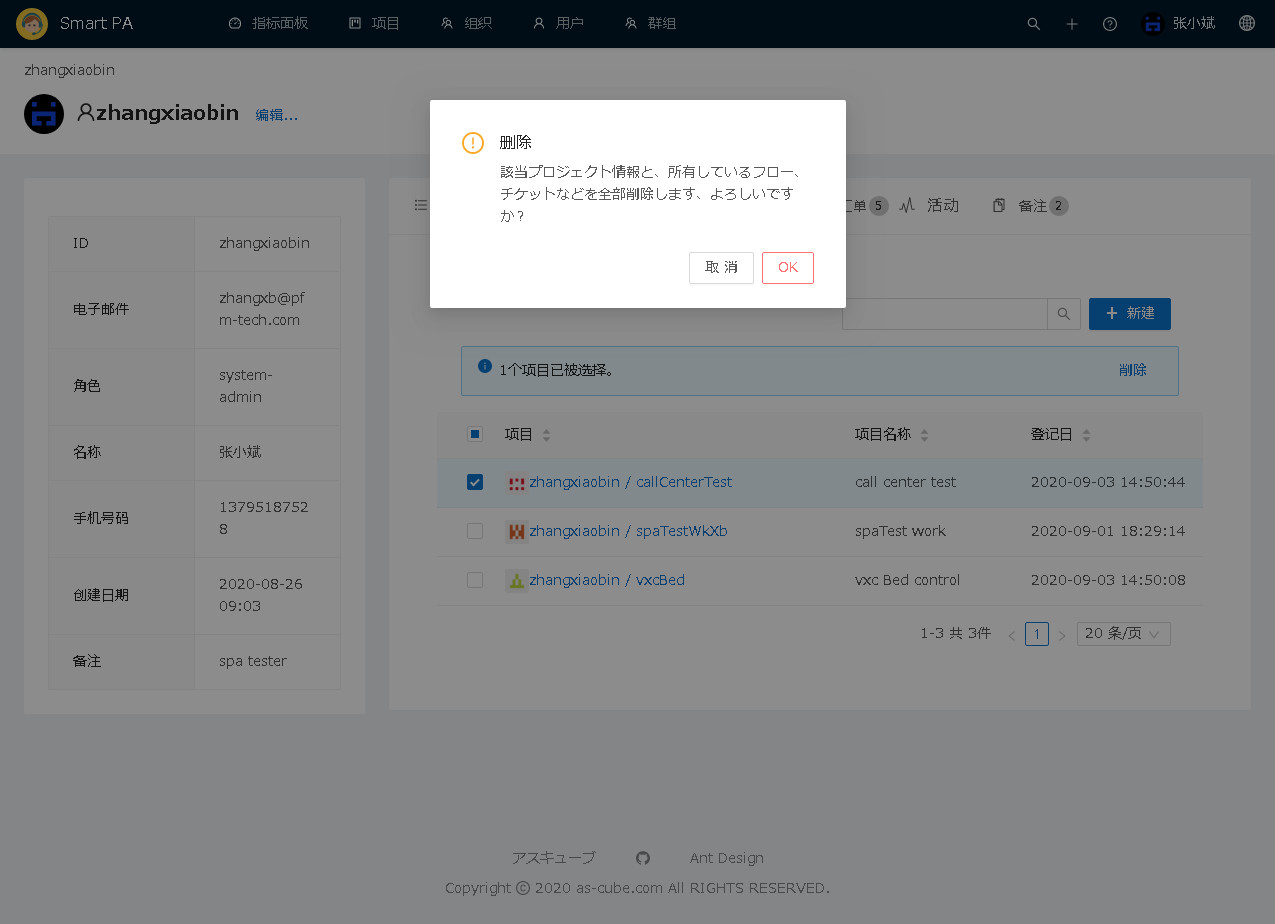 Smart PA 指标面板 项目 组织 用户 群组 张小斌
zhangxiaobin
zhangxiaobin 编辑...
删除
該当プロジェクト情報と、所有しているフロー、
チケットなどを全部削除します、よろしいです
か？
取 消 OK
汇单 5 活动 备注 2
ID zhangxiaobin
电子邮件 zhangxb@pf
m-tech.com
角色 system-
admin
名称 张小斌
手机号码 1379518752
8
创建日期 2020-08-26
09:03
备注 spa tester
新建
1个项目已被选择。 削除
项目 项目名称 登记日
zhangxiaobin / callCenterTest call center test 2020-09-03 14:50:44
zhangxiaobin / spaTestWkXb spaTest work 2020-09-01 18:29:14
zhangxiaobin / vxcBed vxc Bed control 2020-09-03 14:50:08
1-3 共 3件 1 20 条/页
アスキューブ Ant Design
Copyright © 2020 as-cube.com All RIGHTS RESERVED.